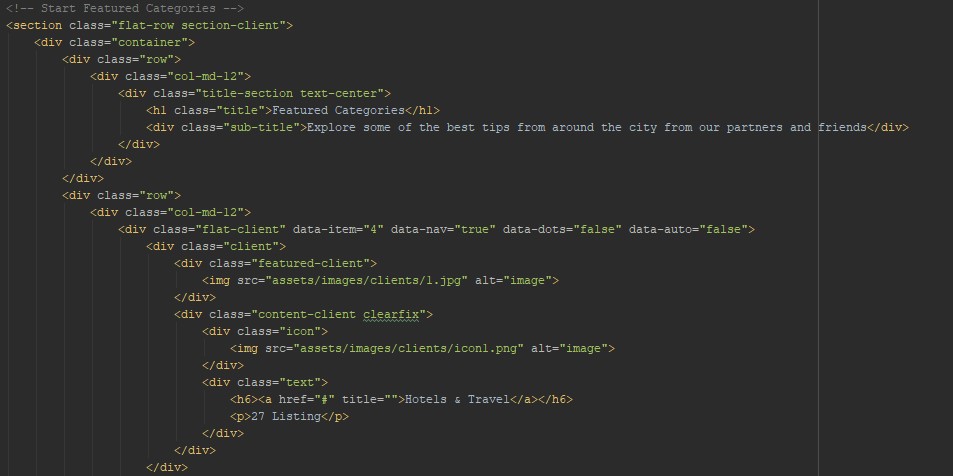 <!-- Start Featured Categories -->
<section class="flat-row section-client">
<div class="container">
<div class="row">
<div class="col-md-12">
<div class="title-section text-center">
<h1 class="title">Featured Categories</h1>
<div class="sub-title">Explore some of the best tips from around the city from our partners and friends</div>
</div>
</div>
</div>
<div class="row">
<div class="col-md-12">
<div class="flat-client" data-item="4" data-nav="true" data-dots="false" data-auto="false">
<div class="client">
<div class="featured-client">
<img src="assets/images/clients/1.jpg" alt="image">
</div>
<div class="content-client clearfix">
<div class="icon">
<img src="assets/images/clients/icon1.png" alt="image">
</div>
<div class="text">
<h6><a href="#" title="">Hotels & Travel</a></h6>
<p>27 Listing</p>
</div>
</div>
</div>